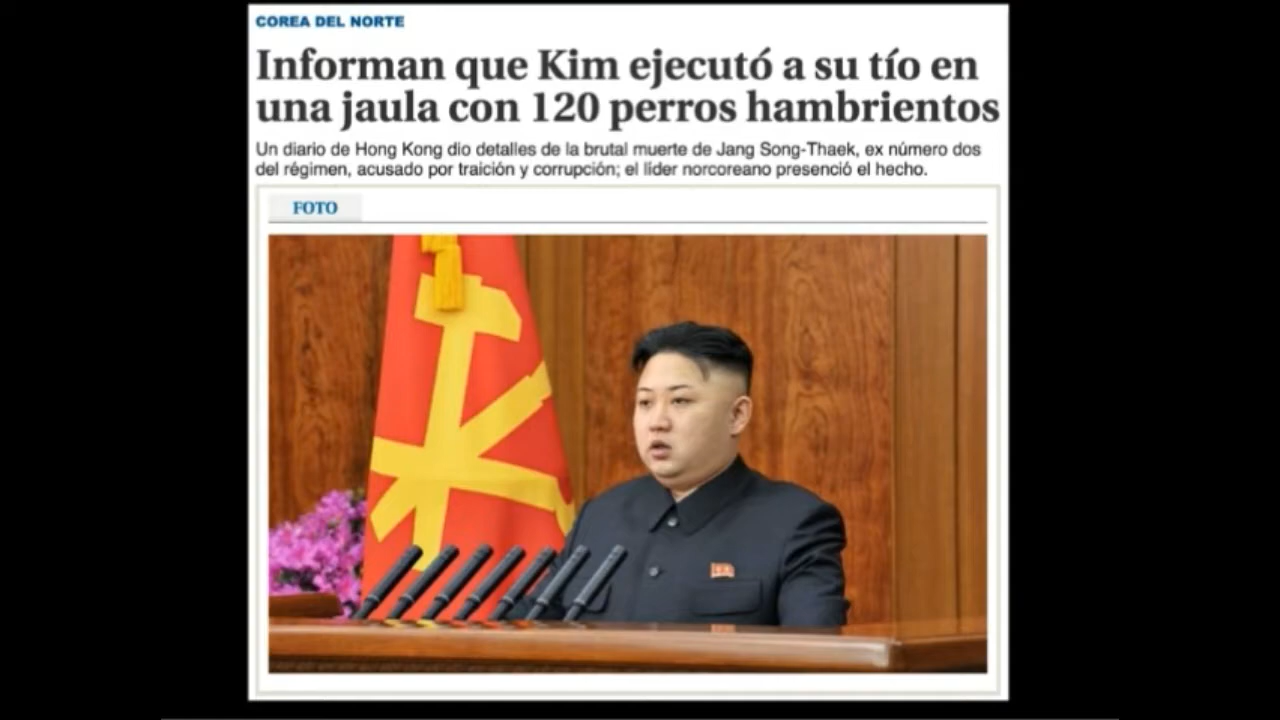 COREA DEL NORTE
Informan que Kim ejecutó a su tío en
una jaula con 120 perros hambrientos
Un diario de Hong Kong dio detalles de la brutal muerte de Jang Song-Thaek, ex número dos
del régimen, acusado por traición y corrupción; el líder norcoreano presenció el hecho.
FOTO